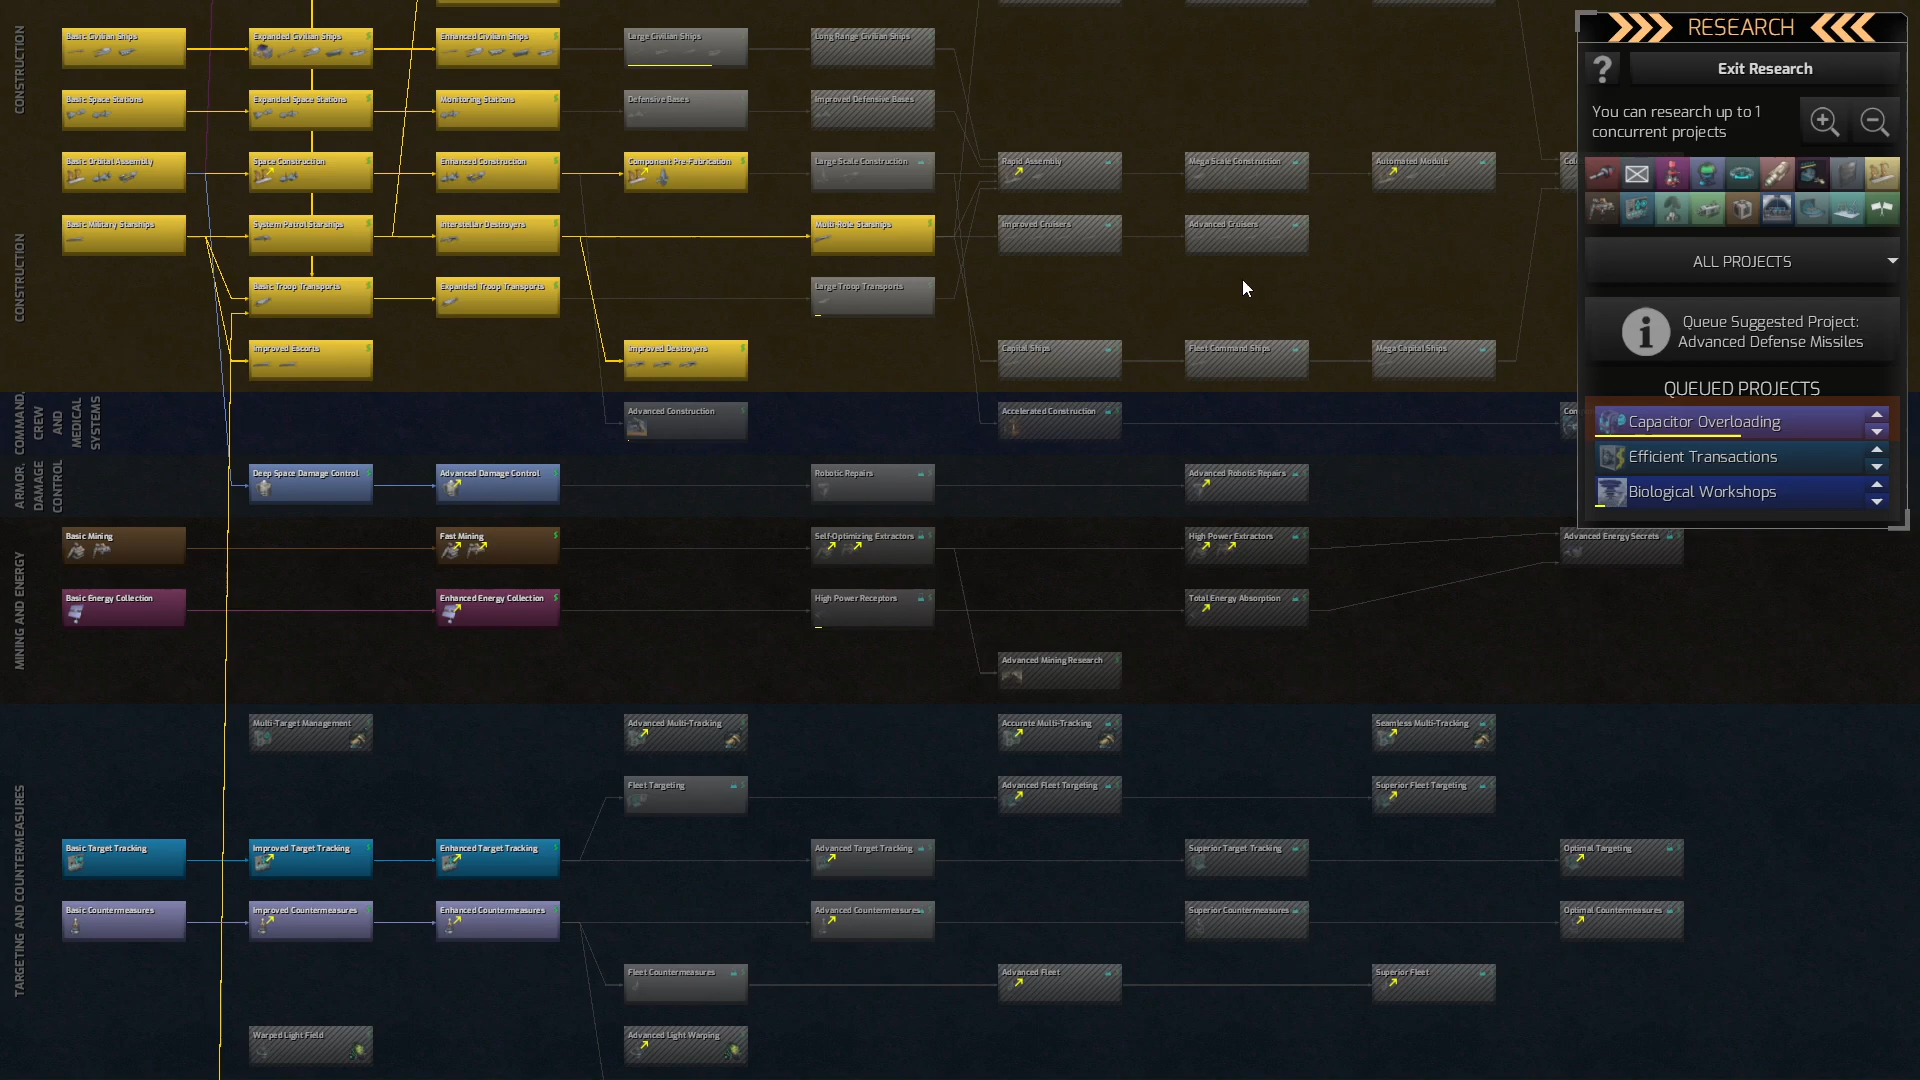 CONSTRUCTION
Basic Civilian Ships
Expanded Civilian Ships
Enhanced Civilian Ships
Large Civilian Ships
Long Range Civilian Ships
Basic Space Stations
Expanded Space Stations
Monitoring Stations
Defensive Bases
Improved Defensive Bases
Basic Orbital Assembly
Space Construction
Enhanced Construction
Component Pre-Fabrication
Large Scale Construction
Rapid Assembly
Mega Scale Construction
Automated Module
CONSTRUCTION
Basic Military Starships
System Patrol Starships
Interstellar Destroyers
Multi-Role Starships
Improved Cruisers
Advanced Cruisers
Basic Troop Transports
Expanded Troop Transports
Large Troop Transports
Improved Escorts
Improved Destroyers
Capital Ships
Fleet Command Ships
Mega Capital Ships
COMMAND,
CREW
AND
MEDICAL
SYSTEMS
Advanced Construction
Accelerated Construction
ARMOR,
DAMAGE
CONTROL
Deep Space Damage Control
Advanced Damage Control
Robotic Repairs
Advanced Robotic Repairs
MINING AND ENERGY
Basic Mining
Fast Mining
Self-Optimizing Extractors
High Power Extractors
Advanced Energy Secrets
Basic Energy Collection
Enhanced Energy Collection
High Power Receptors
Total Energy Absorption
Advanced Mining Research
TARGETING AND COUNTERMEASURES
Multi-Target Management
Advanced Multi-Tracking
Accurate Multi-Tracking
Seamless Multi-Tracking
Fleet Targeting
Advanced Fleet Targeting
Superior Fleet Targeting
Basic Target Tracking
Improved Target Tracking
Enhanced Target Tracking
Advanced Target Tracking
Superior Target Tracking
Optimal Targeting
Basic Countermeasures
Improved Countermeasures
Enhanced Countermeasures
Advanced Countermeasures
Superior Countermeasures
Optimal Countermeasures
Fleet Countermeasures
Advanced Fleet
Superior Fleet
Warped Light Field
Advanced Light Warping
RESEARCH
?
Exit Research
You can research up to 1
concurrent projects
ALL PROJECTS
Queue Suggested Project:
Advanced Defense Missiles
QUEUED PROJECTS
Capacitor Overloading
Efficient Transactions
Biological Workshops